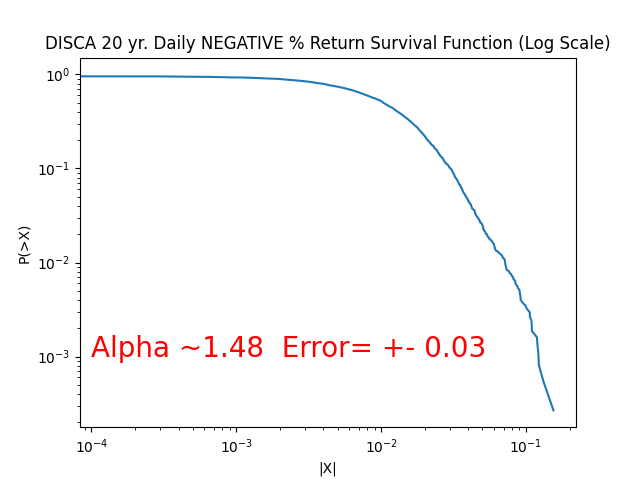 DISCA 20 yr. Daily NEGATIVE % Return Survival Function (Log Scale)
10⁰
10⁻¹
10⁻²
10⁻³
P(>X)
Alpha ~1.48  Error= +- 0.03
10⁻⁴ 10⁻³ 10⁻² 10⁻¹
|X|